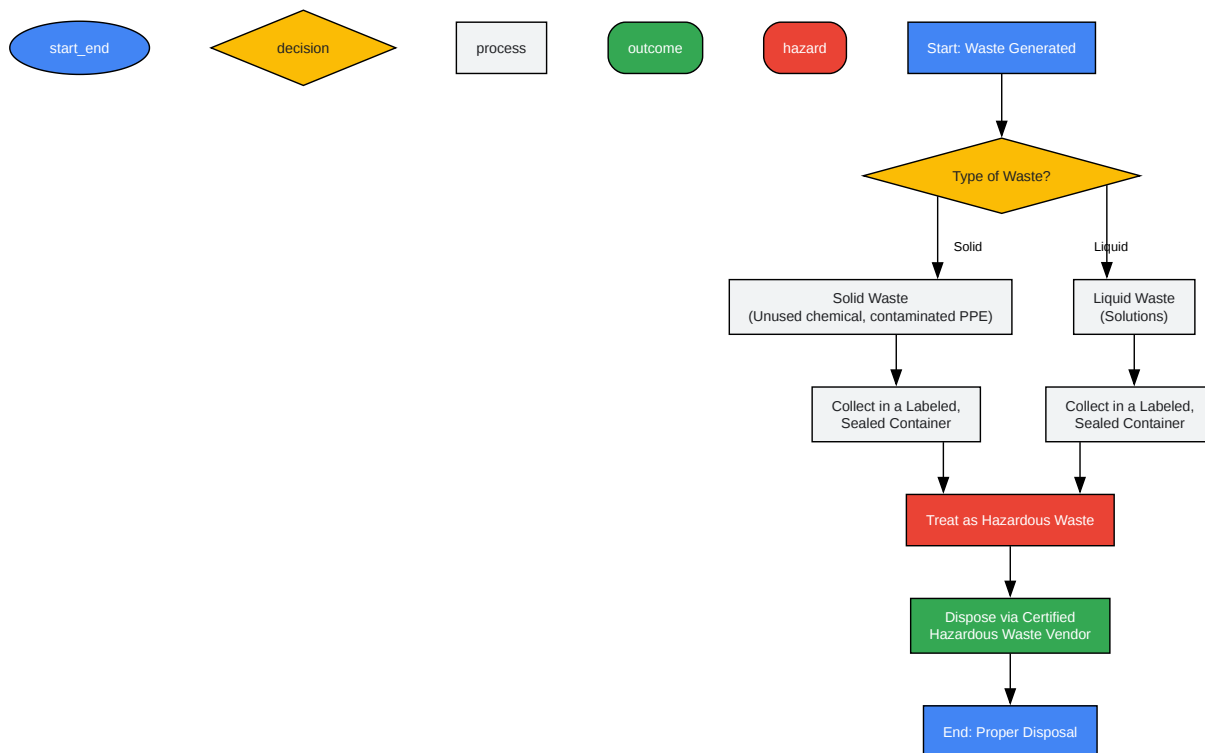 start_end
decision
process
outcome
hazard
Start: Waste Generated
Type of Waste?
Solid
Liquid
Solid Waste
(Unused chemical, contaminated PPE)
Liquid Waste
(Solutions)
Collect in a Labeled,
Sealed Container
Collect in a Labeled,
Sealed Container
Treat as Hazardous Waste
Dispose via Certified
Hazardous Waste Vendor
End: Proper Disposal